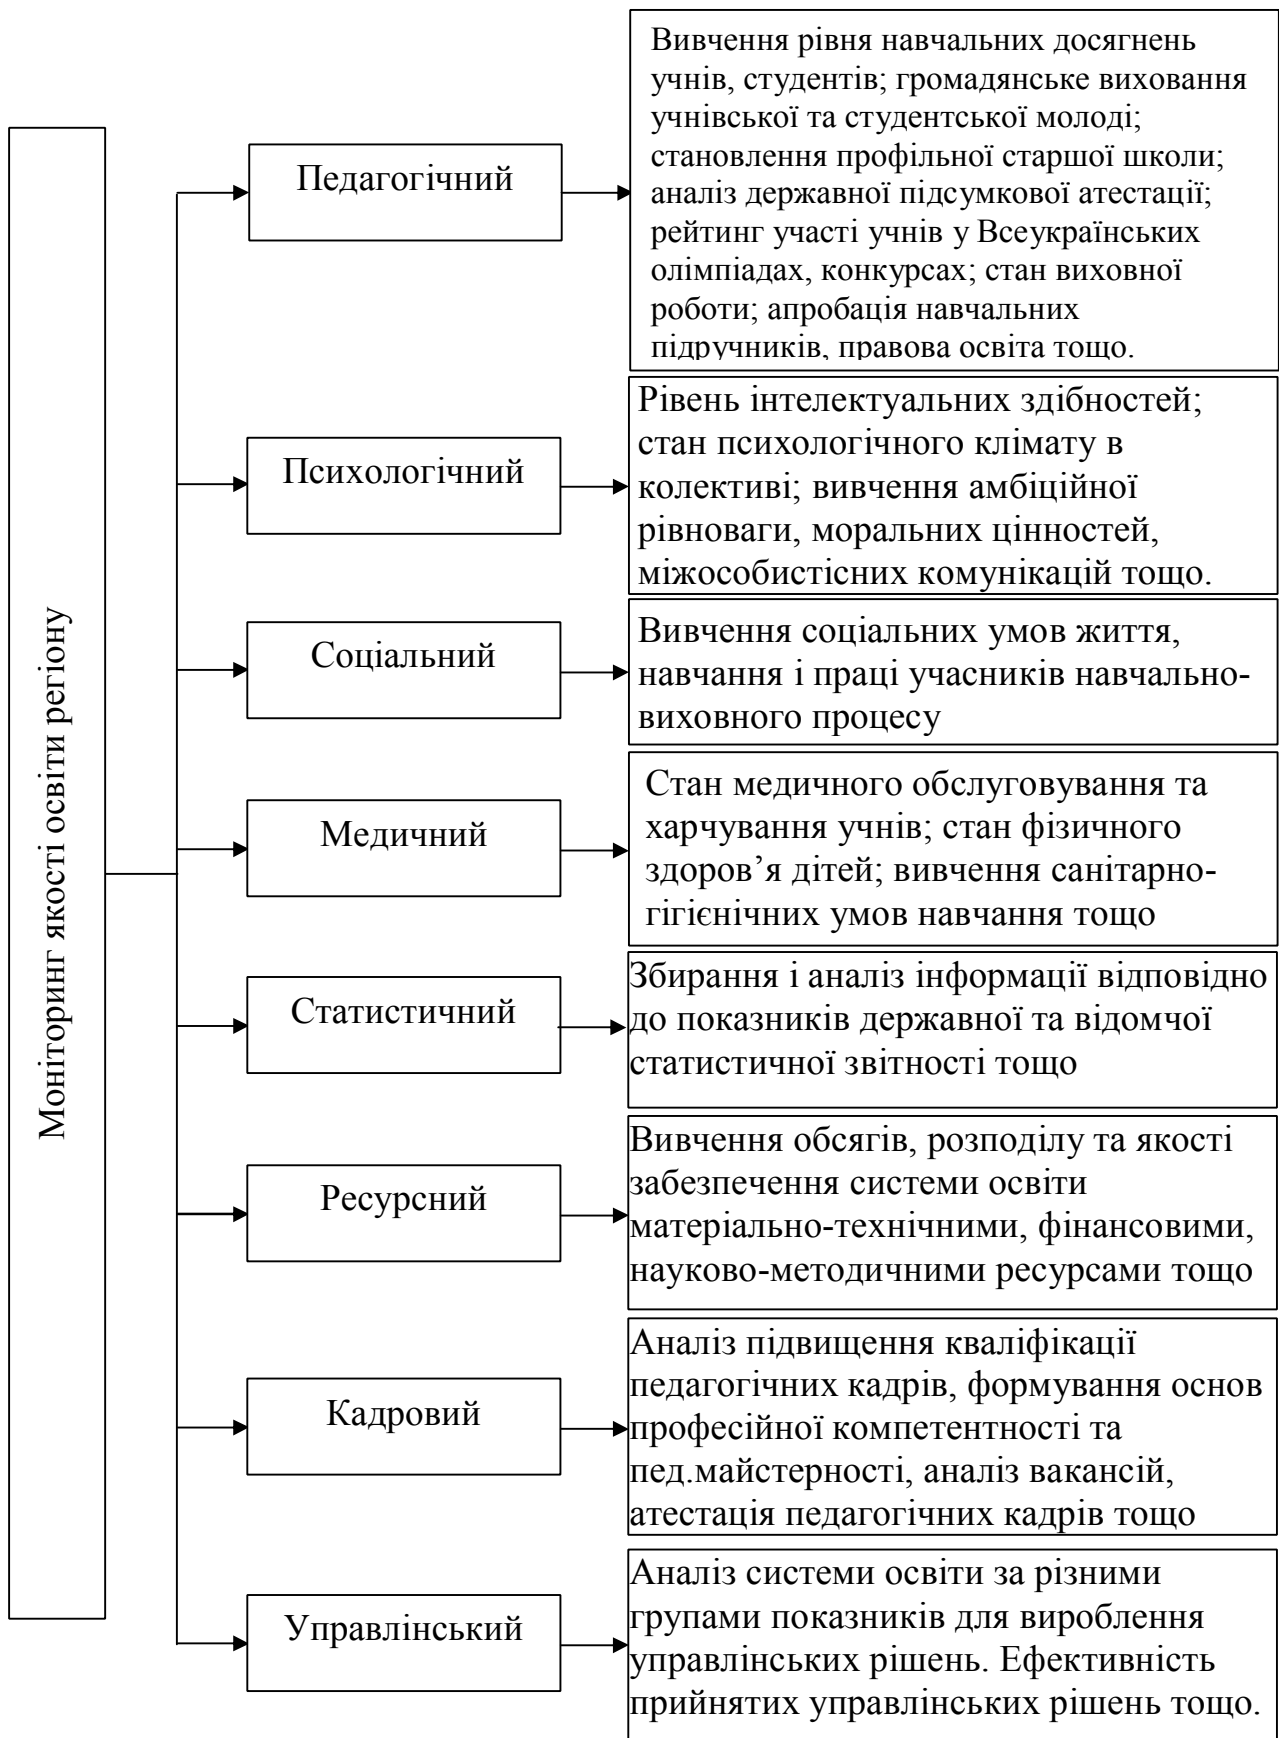 Моніторинг якості освіти регіону
Педагогічний
Вивчення рівня навчальних досягнень
учнів, студентів; громадянське виховання
учнівської та студентської молоді;
становлення профільної старшої школи;
аналіз державної підсумкової атестації;
рейтинг участі учнів у Всеукраїнських
олімпіадах, конкурсах; стан виховної
роботи; апробація навчальних
підручників, правова освіта тощо.
Психологічний
Рівень інтелектуальних здібностей;
стан психологічного клімату в
колективі; вивчення амбіційної
рівноваги, моральних цінностей,
міжособистісних комунікацій тощо.
Соціальний
Вивчення соціальних умов життя,
навчання і праці учасників навчально-
виховного процесу
Медичний
Стан медичного обслуговування та
харчування учнів; стан фізичного
здоров’я дітей; вивчення санітарно-
гігієнічних умов навчання тощо
Статистичний
Збирання і аналіз інформації відповідно
до показників державної та відомчої
статистичної звітності тощо
Ресурсний
Вивчення обсягів, розподілу та якості
забезпечення системи освіти
матеріально-технічними, фінансовими,
науково-методичними ресурсами тощо
Кадровий
Аналіз підвищення кваліфікації
педагогічних кадрів, формування основ
професійної компетентності та
пед.майстерності, аналіз вакансій,
атестація педагогічних кадрів тощо
Управлінський
Аналіз системи освіти за різними
групами показників для вироблення
управлінських рішень. Ефективність
прийнятих управлінських рішень тощо.